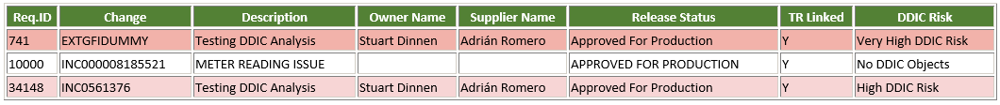 Req.ID Change Description Owner Name Supplier Name Release Status TR Linked DDIC Risk
741 EXTGFIDUMMY Testing DDIC Analysis Stuart Dinnen Adrián Romero Approved For Production Y Very High DDIC Risk
10000 INC000008185521 METER READING ISSUE APPROVED FOR PRODUCTION Y No DDIC Objects
34148 INC0561376 Testing DDIC Analysis Stuart Dinnen Adrián Romero Approved For Production Y High DDIC Risk